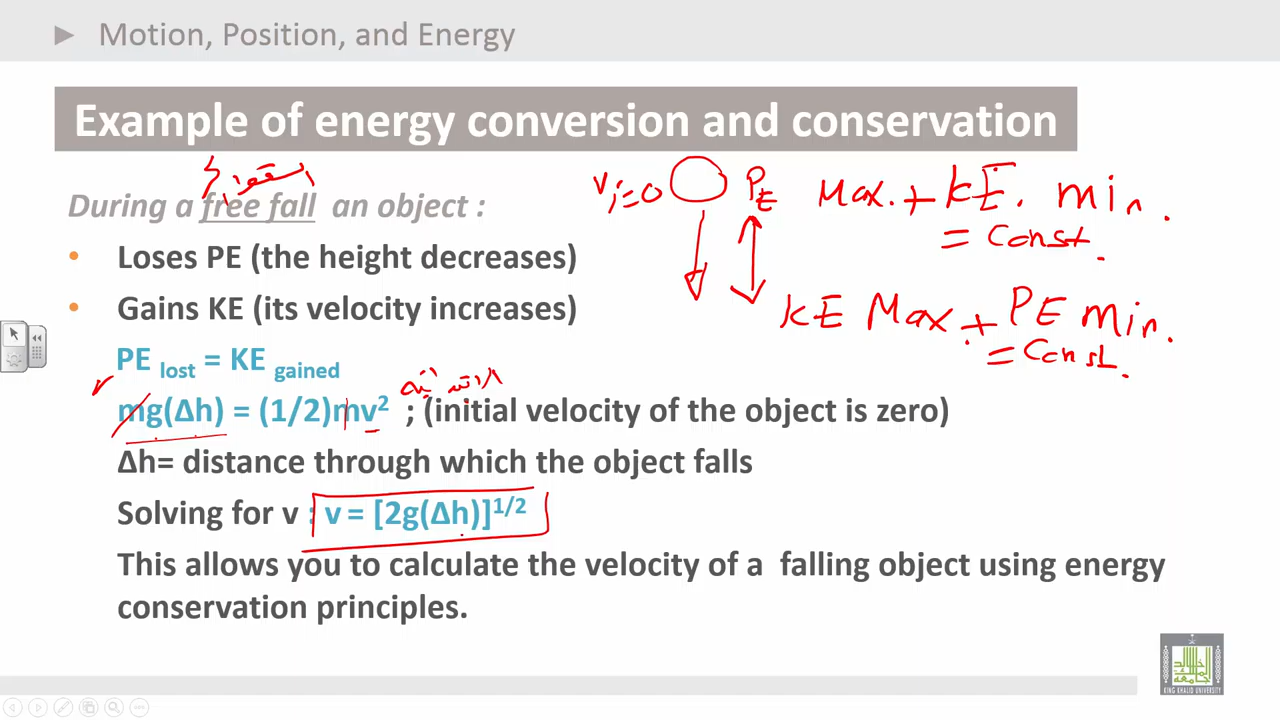 Motion, Position, and Energy
Example of energy conversion and conservation
During a free fall an object :
Vi=0 PE Max. + KE. min.
= Const.
• Loses PE (the height decreases)
• Gains KE (its velocity increases)
KE Max + PE min.
= Const.
PE lost = KE gained
mg(Δh) = (1/2)mv² ; (initial velocity of the object is zero)
Δh= distance through which the object falls
Solving for v : v = [2g(Δh)]^1/2
This allows you to calculate the velocity of a falling object using energy
conservation principles.
KING KHALID UNIVERSITY